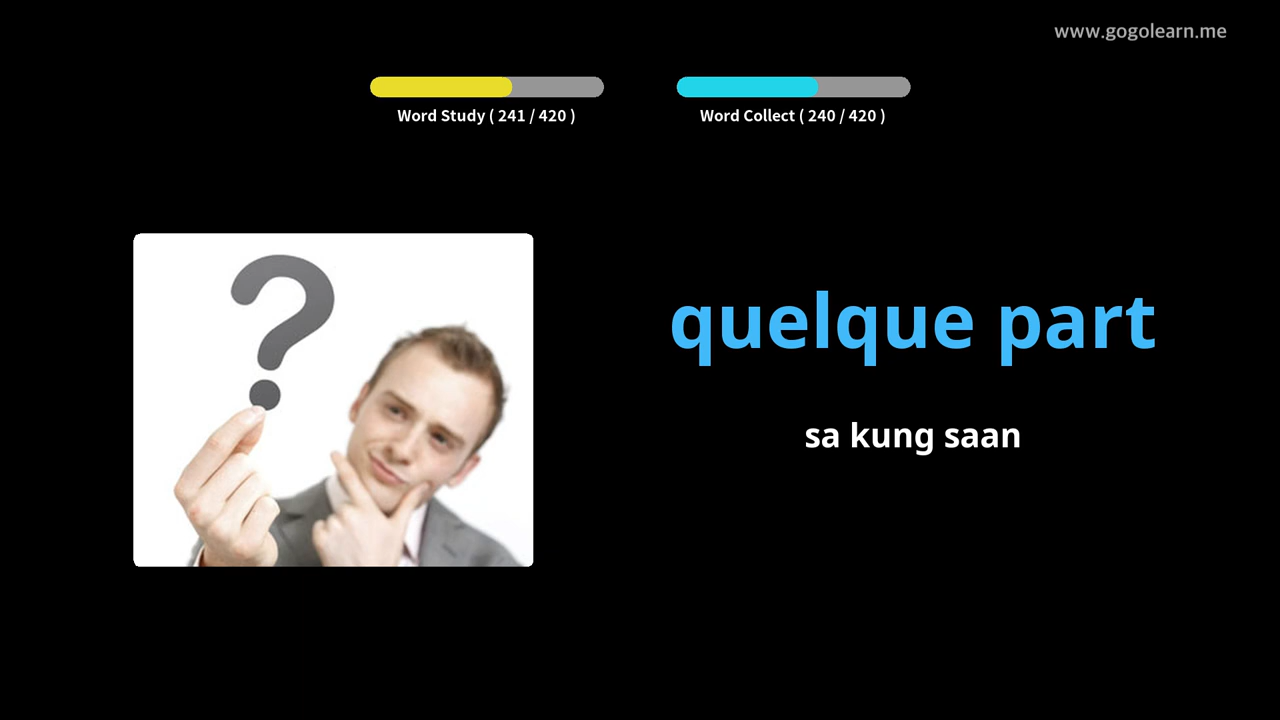 www.gogolearn.me
Word Study ( 241 / 420 )
Word Collect ( 240 / 420 )
?
quelque part
sa kung saan